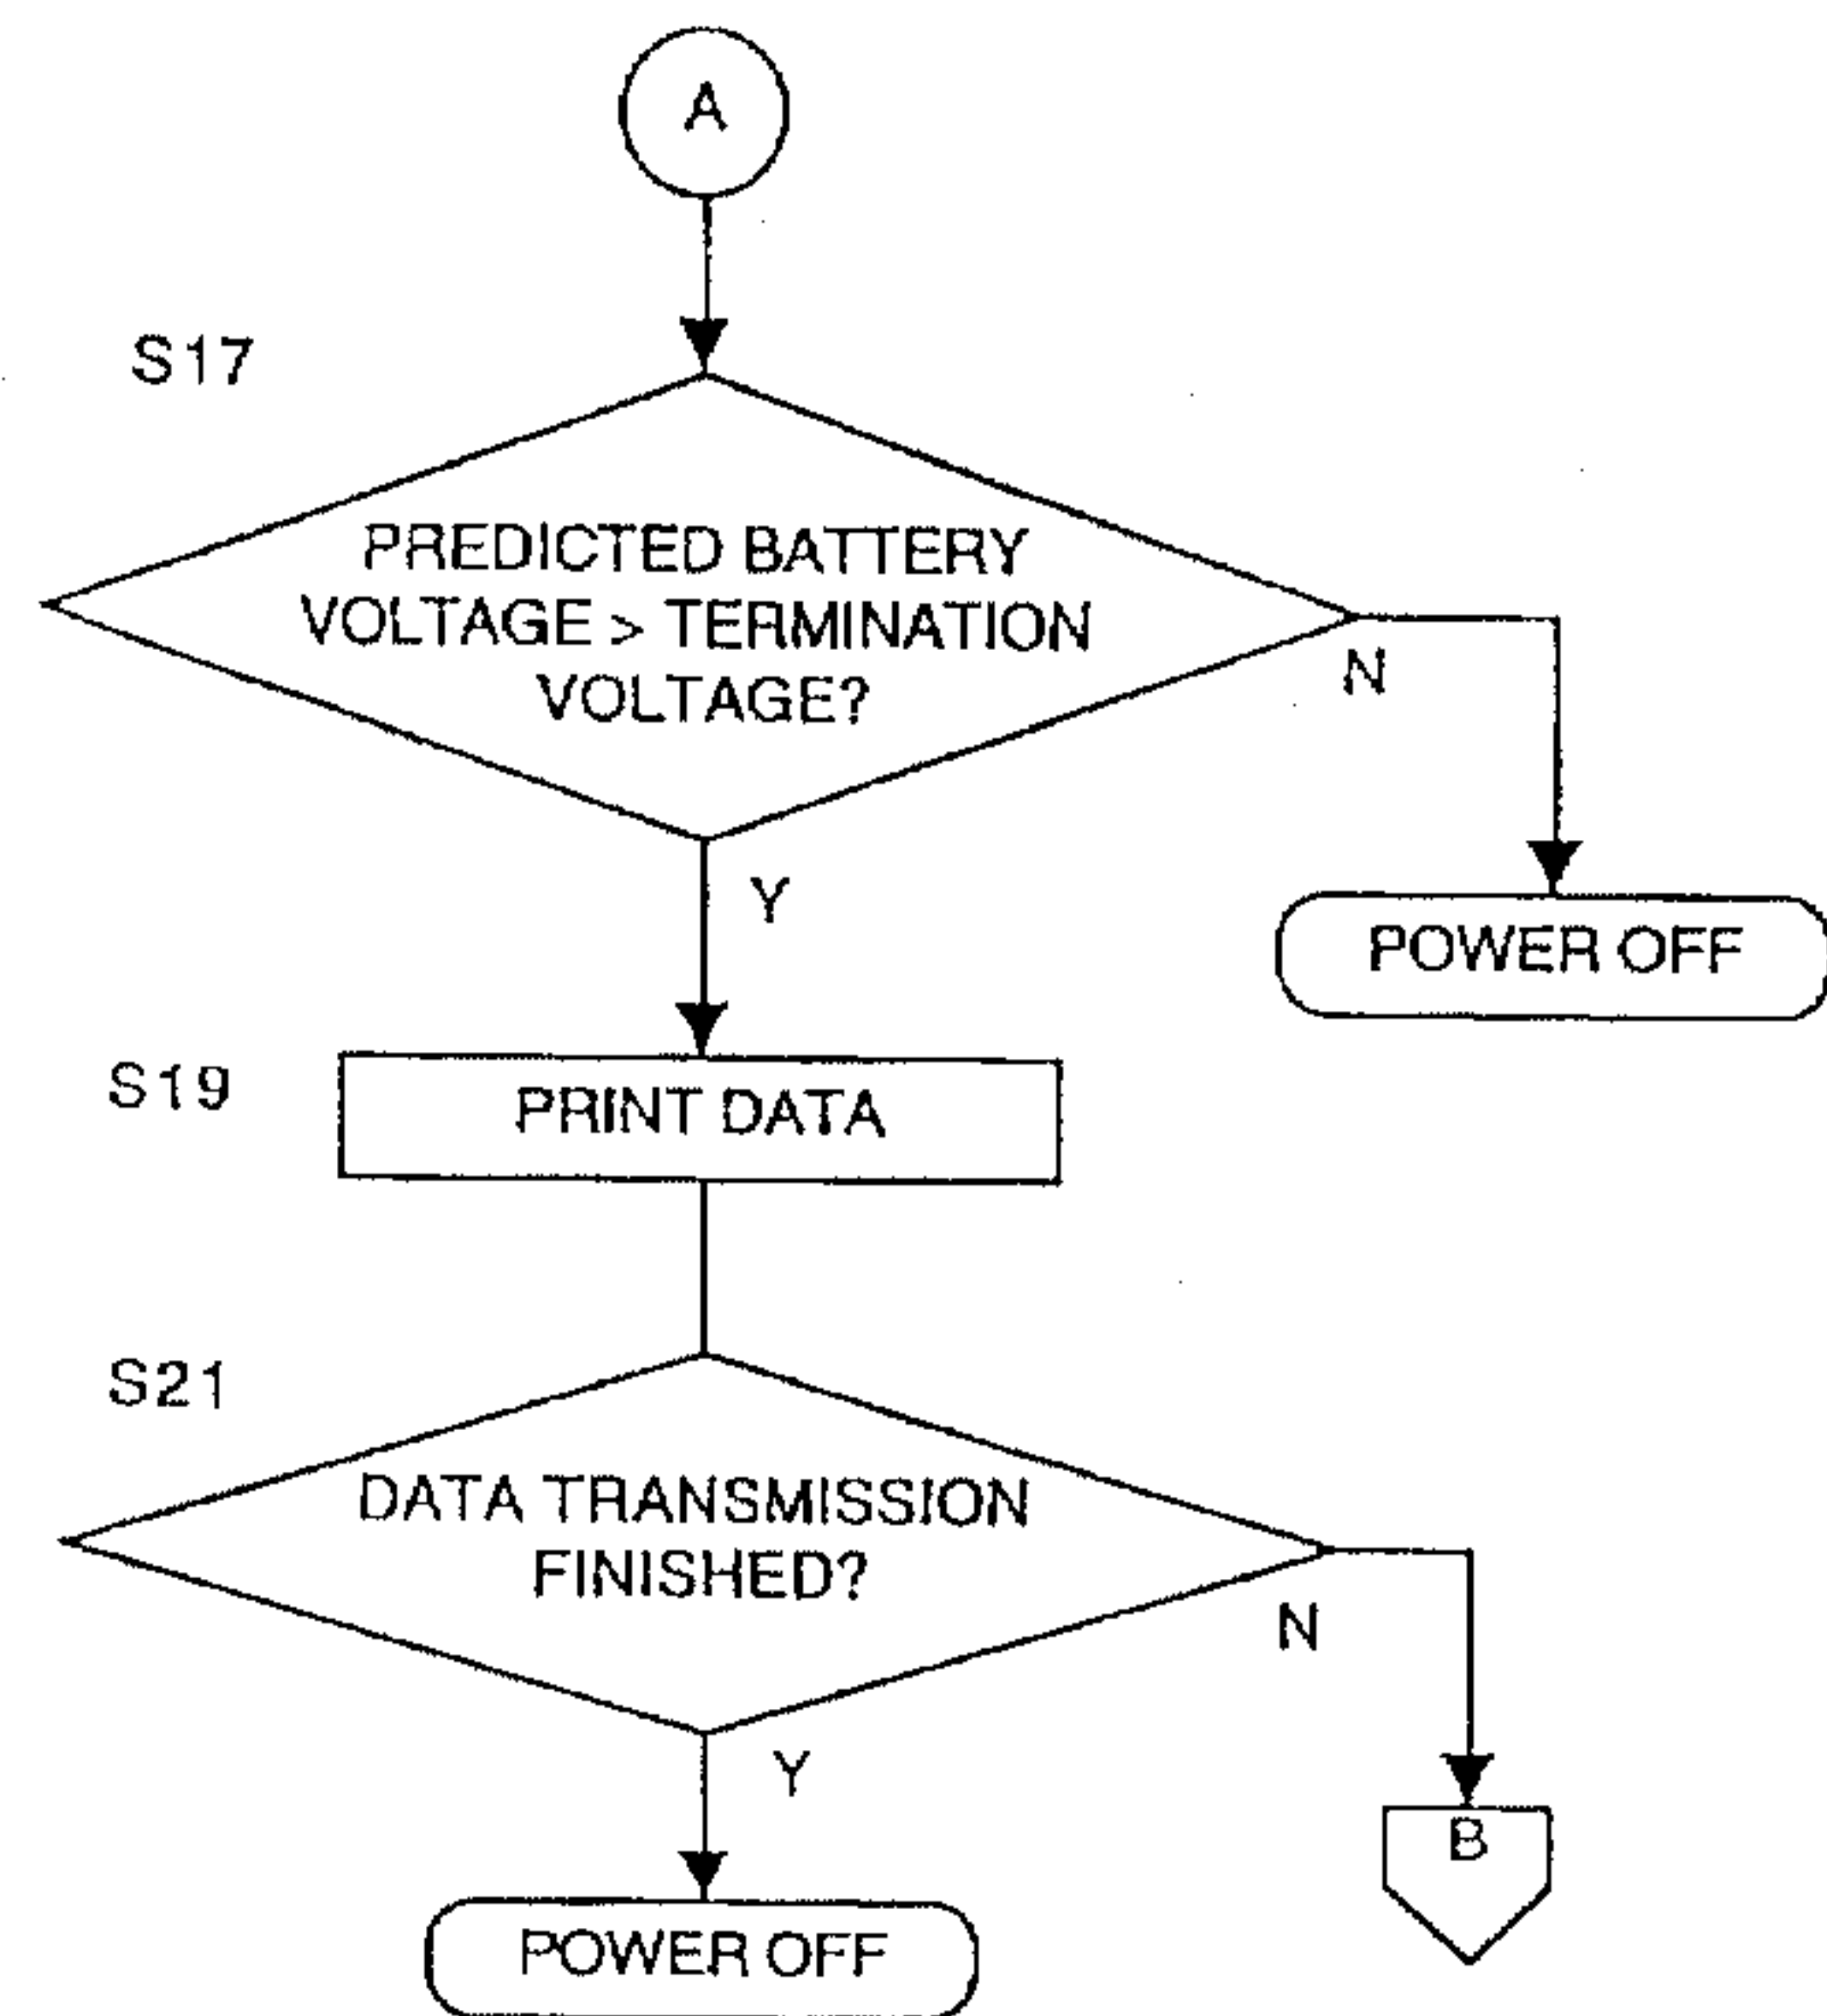 A
S17
PREDICTED BATTERY
VOLTAGE > TERMINATION
VOLTAGE?
N
Y
POWER OFF
S19
PRINT DATA
S21
DATA TRANSMISSION
FINISHED?
N
Y
B
POWER OFF